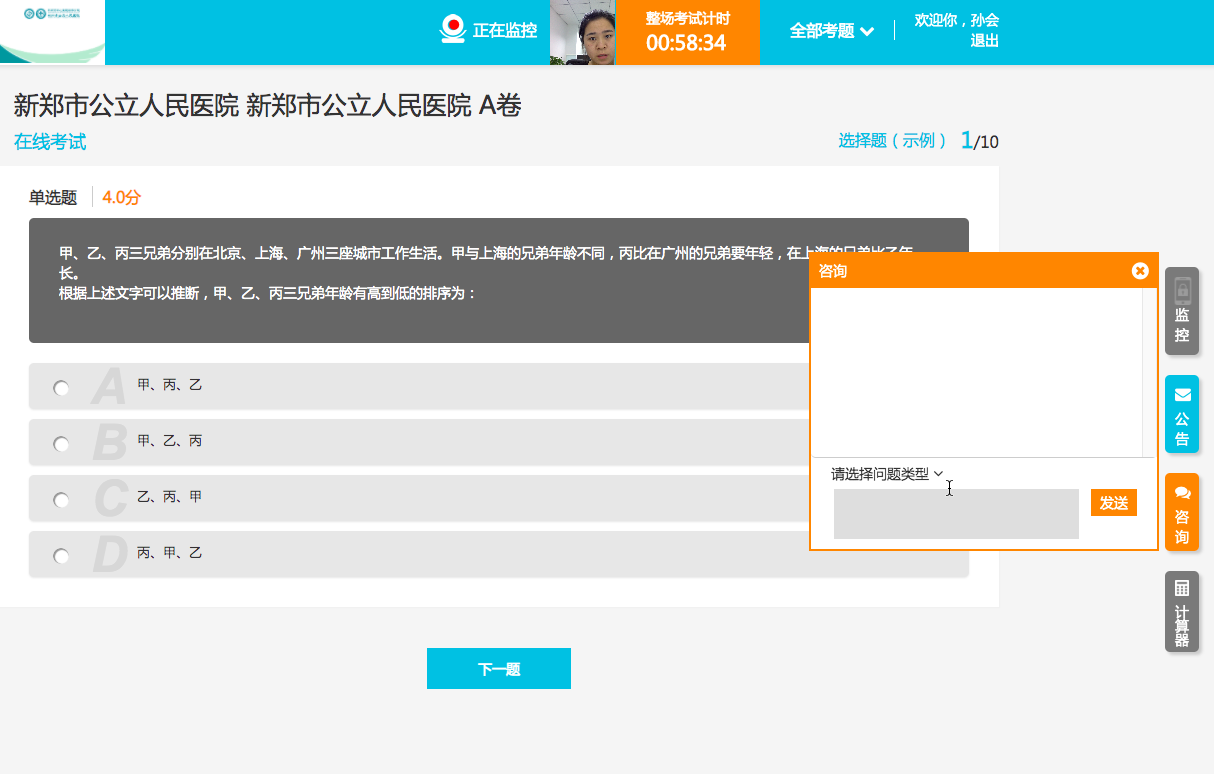 正在监控
整场考试计时
00:58:34
全部考题
欢迎你，孙会
退出
新郑市公立人民医院 新郑市公立人民医院 A卷
在线考试
选择题（示例） 1/10
单选题 4.0分
甲、乙、丙三兄弟分别在北京、上海、广州三座城市工作生活。甲与上海的兄弟年龄不同，丙比在广州的兄弟要年轻，在上海的兄弟比乙年
长。
根据上述文字可以推断，甲、乙、丙三兄弟年龄有高到低的排序为：
A 甲、丙、乙
B 甲、乙、丙
C 乙、丙、甲
D 丙、甲、乙
下一题
咨询
请选择问题类型
发送
监控
公告
咨询
计算器